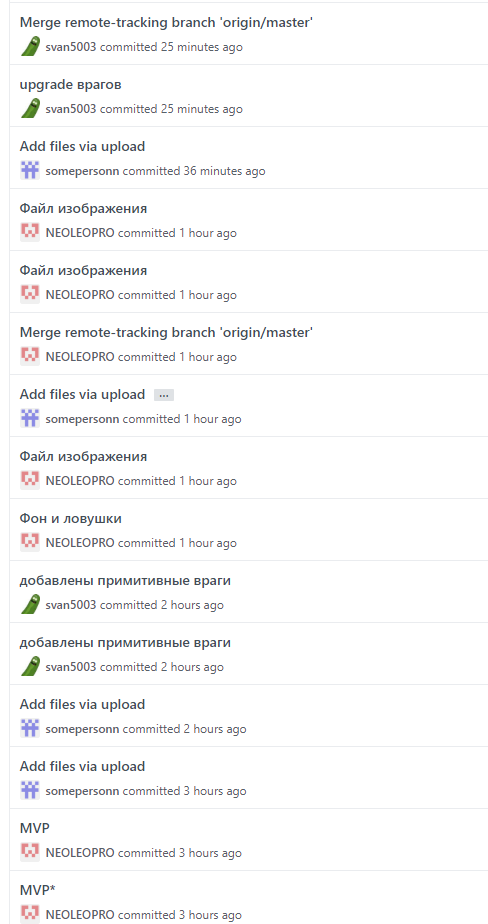 Merge remote-tracking branch 'origin/master'
svan5003 committed 25 minutes ago
upgrade врагов
svan5003 committed 25 minutes ago
Add files via upload
somepersonn committed 36 minutes ago
Файл изображения
NEOLEOPRO committed 1 hour ago
Файл изображения
NEOLEOPRO committed 1 hour ago
Merge remote-tracking branch 'origin/master'
NEOLEOPRO committed 1 hour ago
Add files via upload ...
somepersonn committed 1 hour ago
Файл изображения
NEOLEOPRO committed 1 hour ago
Фон и ловушки
NEOLEOPRO committed 1 hour ago
добавлены примитивные враги
svan5003 committed 2 hours ago
добавлены примитивные враги
svan5003 committed 2 hours ago
Add files via upload
somepersonn committed 2 hours ago
Add files via upload
somepersonn committed 3 hours ago
MVP
NEOLEOPRO committed 3 hours ago
MVP*
NEOLEOPRO committed 3 hours ago